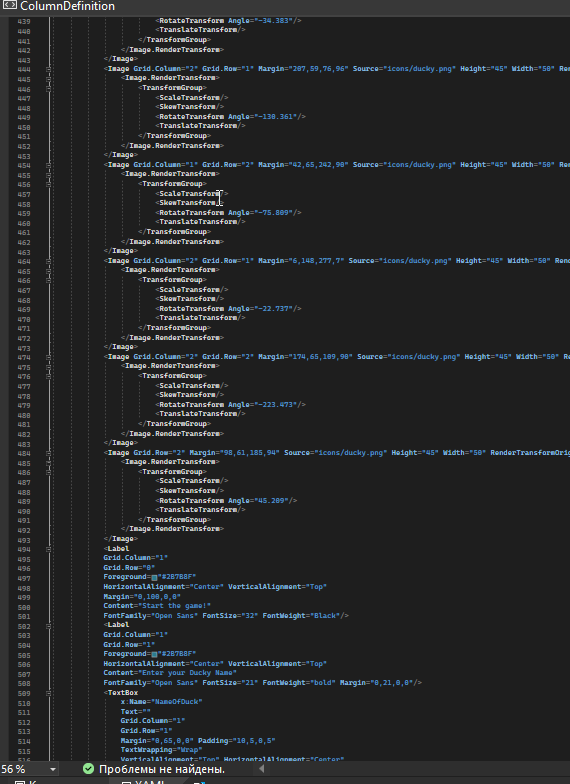 ColumnDefinition
439 <RotateTransform Angle="-34.383"/>
440 <TranslateTransform/>
441 </TransformGroup>
442 </Image.RenderTransform>
443 </Image>
444 <Image Grid.Column="2" Grid.Row="1" Margin="207,59,76,96" Source="icons/ducky.png" Height="45" Width="50" Ren
445 <Image.RenderTransform>
446 <TransformGroup>
447 <ScaleTransform/>
448 <SkewTransform/>
449 <RotateTransform Angle="-130.361"/>
450 <TranslateTransform/>
451 </TransformGroup>
452 </Image.RenderTransform>
453 </Image>
454 <Image Grid.Column="1" Grid.Row="2" Margin="42,65,242,90" Source="icons/ducky.png" Height="45" Width="50" Ren
455 <Image.RenderTransform>
456 <TransformGroup>
457 <ScaleTransform/>
458 <SkewTransform/>
459 <RotateTransform Angle="-75.809"/>
460 <TranslateTransform/>
461 </TransformGroup>
462 </Image.RenderTransform>
463 </Image>
464 <Image Grid.Column="2" Grid.Row="1" Margin="6,148,277,7" Source="icons/ducky.png" Height="45" Width="50" Rend
465 <Image.RenderTransform>
466 <TransformGroup>
467 <ScaleTransform/>
468 <SkewTransform/>
469 <RotateTransform Angle="-22.737"/>
470 <TranslateTransform/>
471 </TransformGroup>
472 </Image.RenderTransform>
473 </Image>
474 <Image Grid.Column="2" Grid.Row="2" Margin="174,65,109,90" Source="icons/ducky.png" Height="45" Width="50" Re
475 <Image.RenderTransform>
476 <TransformGroup>
477 <ScaleTransform/>
478 <SkewTransform/>
479 <RotateTransform Angle="-223.473"/>
480 <TranslateTransform/>
481 </TransformGroup>
482 </Image.RenderTransform>
483 </Image>
484 <Image Grid.Row="2" Margin="98,61,185,94" Source="icons/ducky.png" Height="45" Width="50" RenderTransformOrig
485 <Image.RenderTransform>
486 <TransformGroup>
487 <ScaleTransform/>
488 <SkewTransform/>
489 <RotateTransform Angle="45.209"/>
490 <TranslateTransform/>
491 </TransformGroup>
492 </Image.RenderTransform>
493 </Image>
494 <Label
495 Grid.Column="1"
496 Grid.Row="0"
497 Foreground="#2B7B8F"
498 HorizontalAlignment="Center" VerticalAlignment="Top"
499 Margin="0,100,0,0"
500 Content="Start the game!"
501 FontFamily="Open Sans" FontSize="32" FontWeight="Black"/>
502 <Label
503 Grid.Column="1"
504 Grid.Row="1"
505 Foreground="#2B7B8F"
506 HorizontalAlignment="Center" VerticalAlignment="Top"
507 Content="Enter your Ducky Name"
508 FontFamily="Open Sans" FontSize="21" FontWeight="bold" Margin="0,21,0,0"/>
509 <TextBox
510 x:Name="NameOfDuck"
511 Text=""
512 Grid.Column="1"
513 Grid.Row="1"
514 Margin="0,65,0,0" Padding="10,5,0,5"
515 TextWrapping="Wrap"
516 VerticalAlignment="Top" HorizontalAlignment="Center"
56 % Проблемы не найдены.